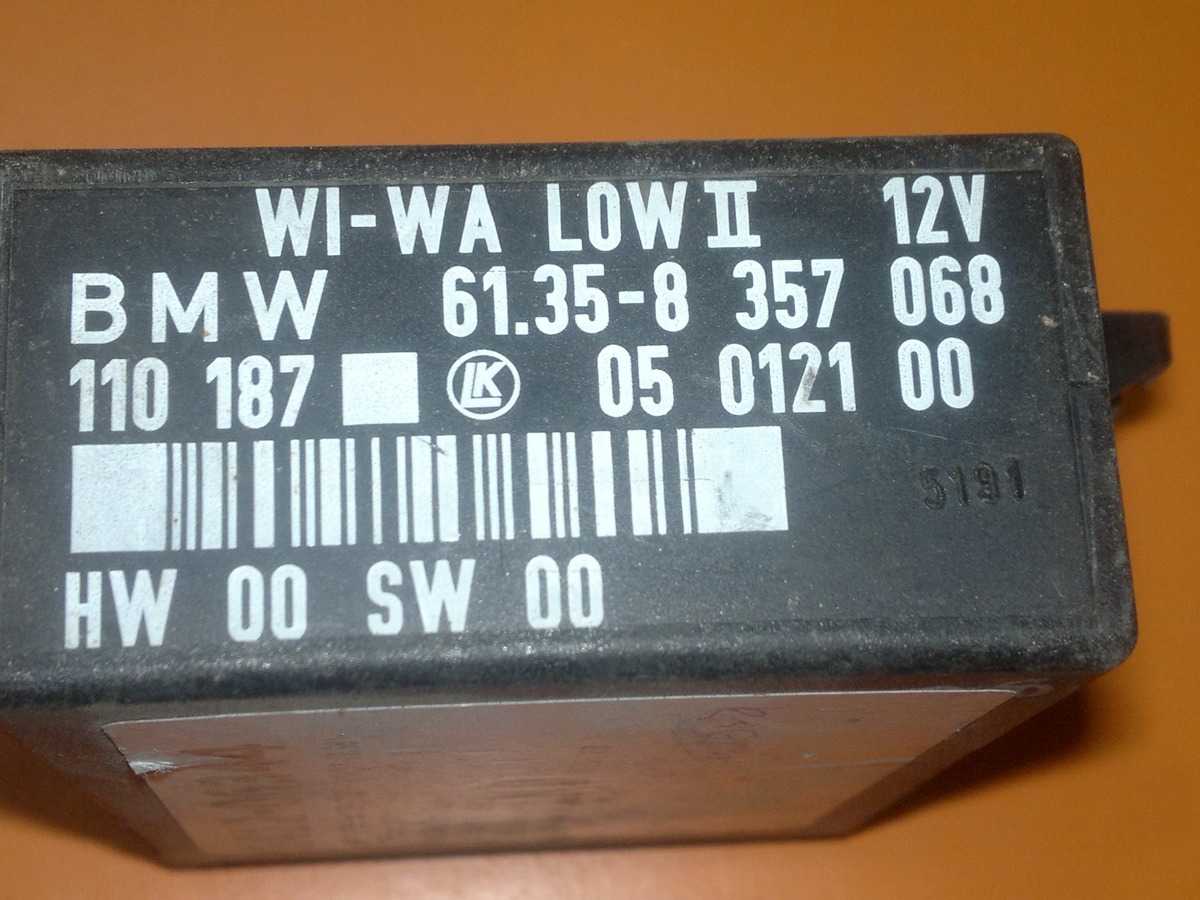 WI-WA LOW II 12V
BMW 61.35-8 357 068
110 187 LK 05 0121 00
5191
HW 00 SW 00